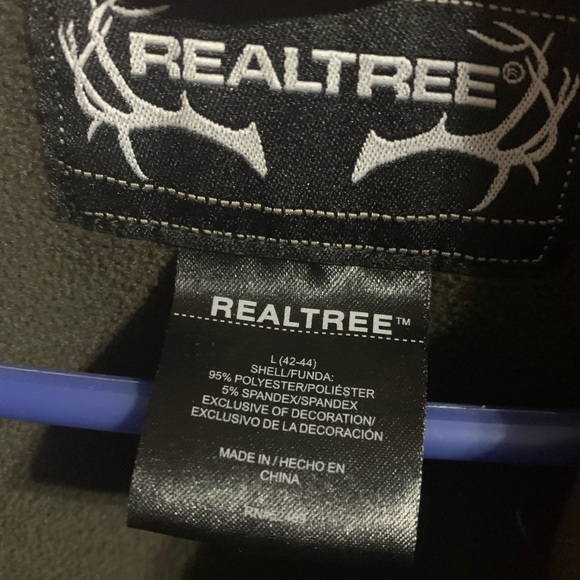 REALTREE®
REALTREE™
L (42-44)
SHELL/FUNDA:
95% POLYESTER/POLIÉSTER
5% SPANDEX/SPANDEX
EXCLUSIVE OF DECORATION/
EXCLUSIVO DE LA DECORACIÓN
MADE IN / HECHO EN
CHINA